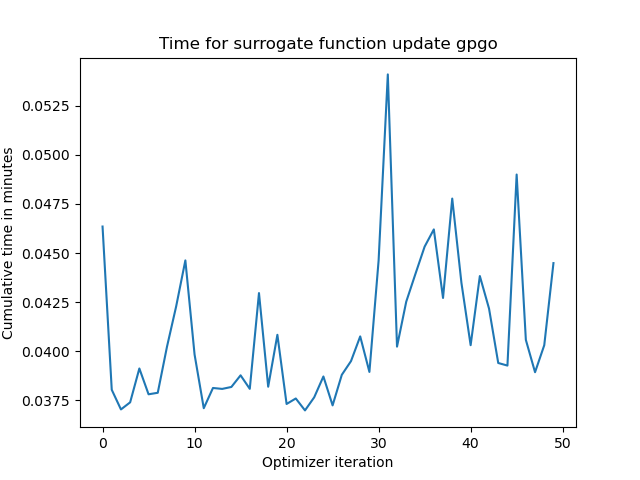 Time for surrogate function update gpgo
Cumulative time in minutes
0.0525
0.0500
0.0475
0.0450
0.0425
0.0400
0.0375
0 10 20 30 40 50
Optimizer iteration